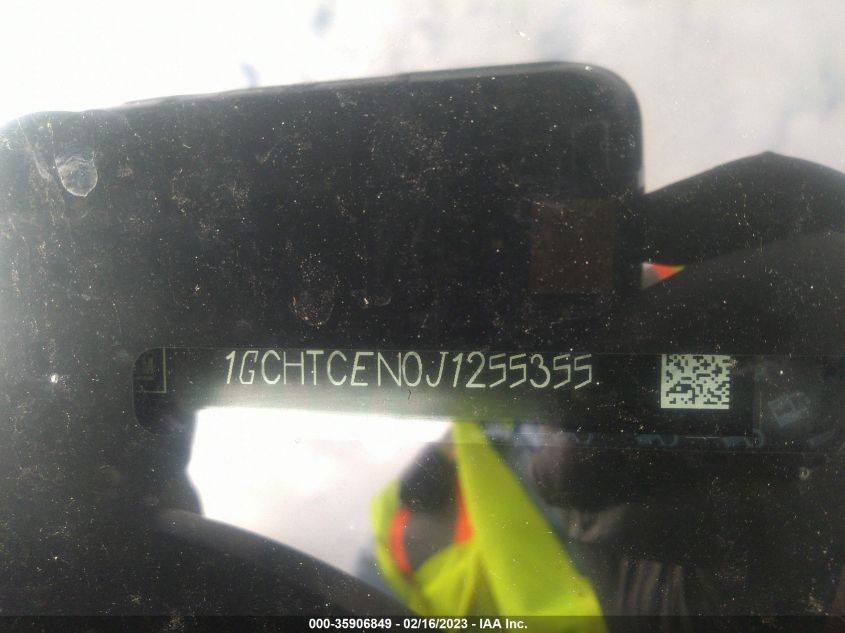 1GCHTCEN0J1255355
000-35906849 - 02/16/2023 - IAA Inc.